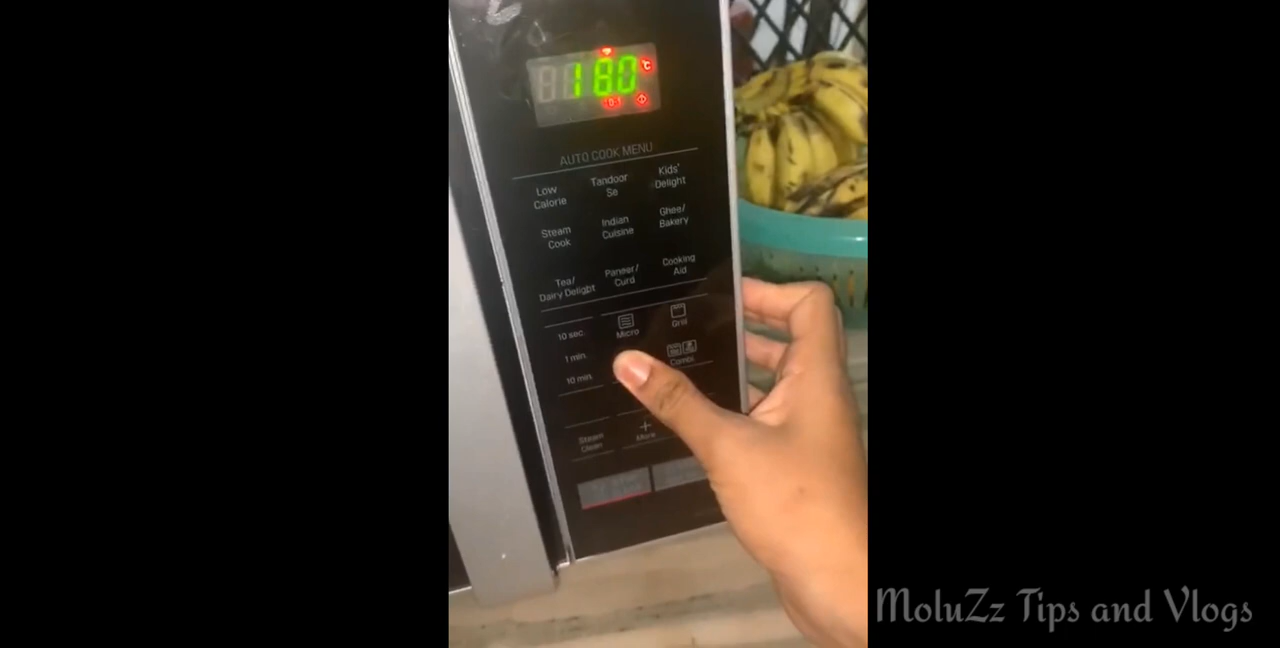 180
°C
AUTO COOK MENU
Low
Calorie
Tandoor
Se
Kids'
Delight
Steam
Cook
Indian
Cuisine
Ghee/
Bakery
Tea/
Dairy Delight
Paneer/
Curd
Cooking
Aid
10 sec.
1 min.
10 min.
Micro
Grill
Combi
Steam
Clean
+
More
MoluZz Tips and Vlogs